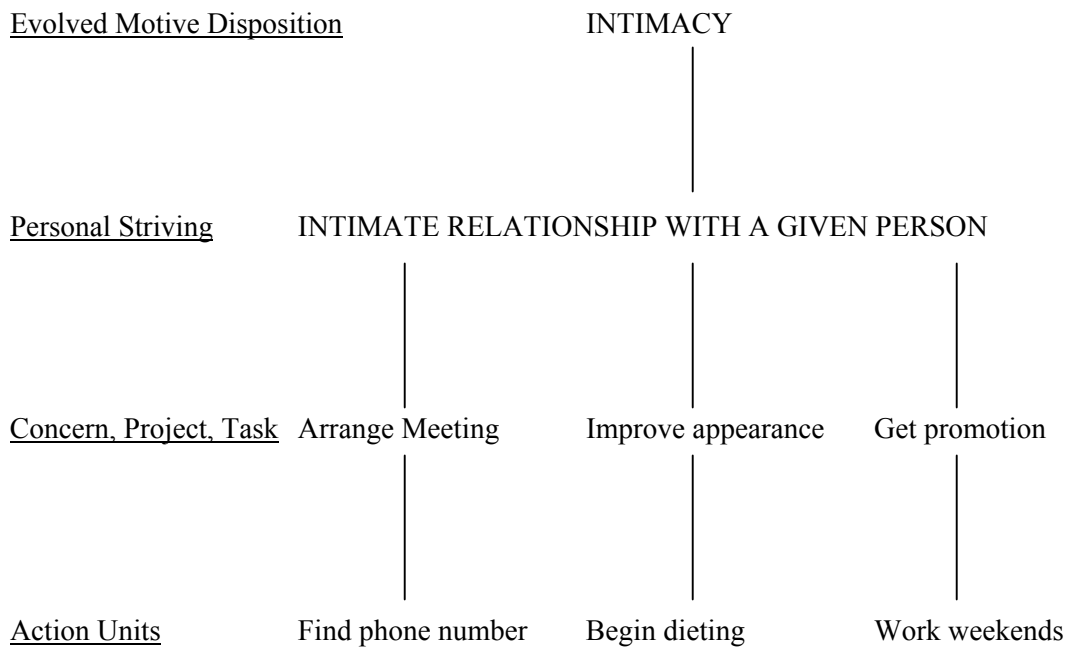 Evolved Motive Disposition INTIMACY
Personal Striving INTIMATE RELATIONSHIP WITH A GIVEN PERSON
Concern, Project, Task Arrange Meeting Improve appearance Get promotion
Action Units Find phone number Begin dieting Work weekends